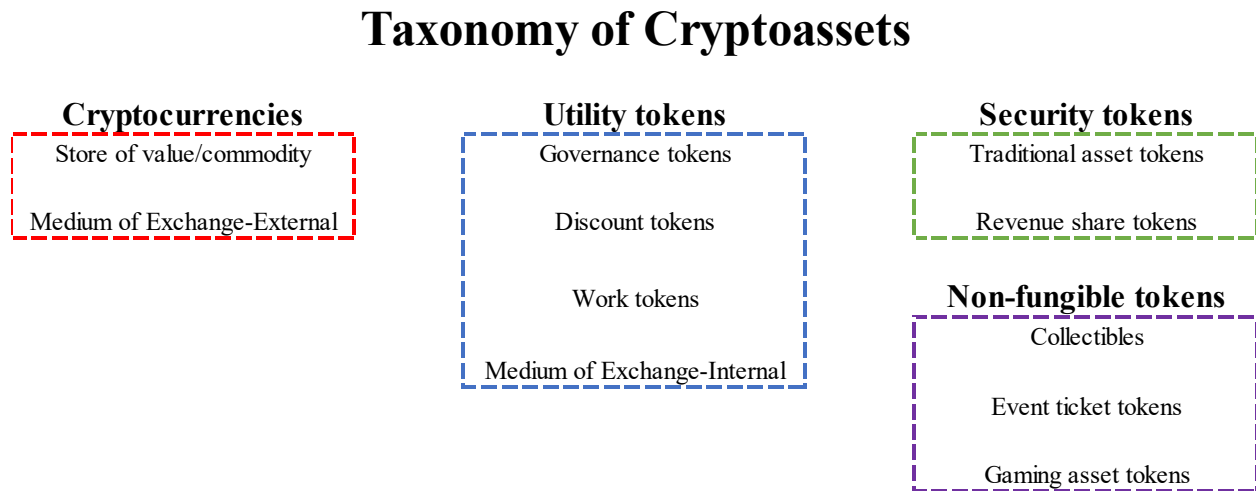 Taxonomy of Cryptoassets
Cryptocurrencies
Store of value/commodity
Medium of Exchange-External
Utility tokens
Governance tokens
Discount tokens
Work tokens
Medium of Exchange-Internal
Security tokens
Traditional asset tokens
Revenue share tokens
Non-fungible tokens
Collectibles
Event ticket tokens
Gaming asset tokens